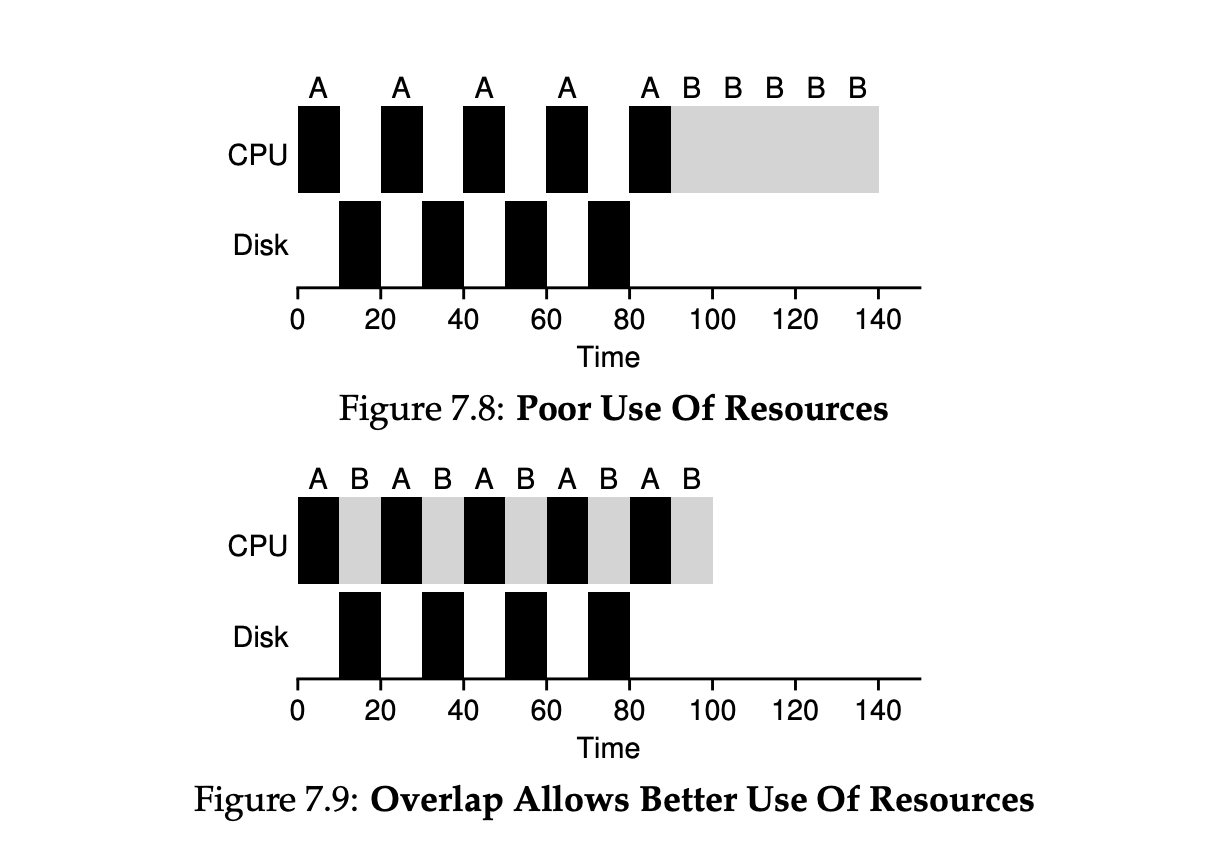 A A A A A B B B B B
CPU
Disk
0 20 40 60 80 100 120 140
Time
Figure 7.8: Poor Use Of Resources
A B A B A B A B A B
CPU
Disk
0 20 40 60 80 100 120 140
Time
Figure 7.9: Overlap Allows Better Use Of Resources